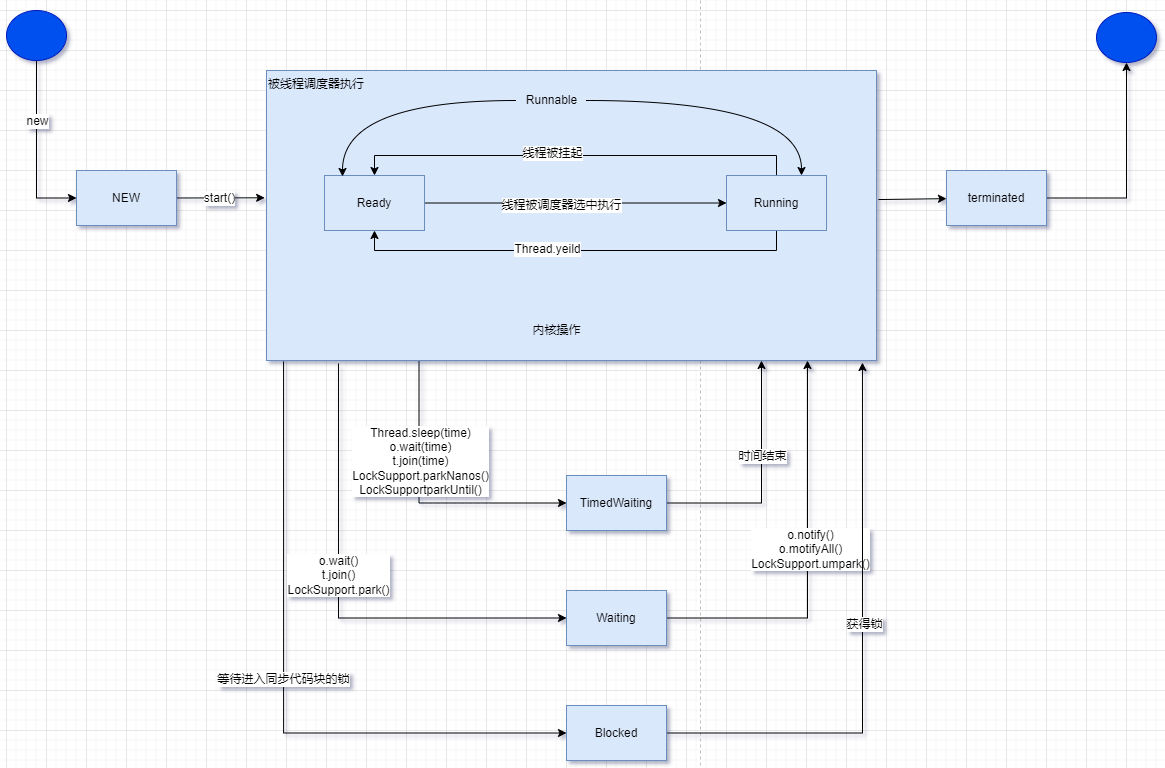 被线程调度器执行
Runnable
new
线程被挂起
NEW
start()
Ready
线程被调度器选中执行
Running
terminated
Thread.yeild
内核操作
Thread.sleep(time)
o.wait(time)
t.join(time)
LockSupport.parkNanos()
LockSupportparkUntil()
时间结束
TimedWaiting
o.notify()
o.motifyAll()
LockSupport.umpark()
o.wait()
t.join()
LockSupport.park()
Waiting
获得锁
等待进入同步代码块的锁
Blocked